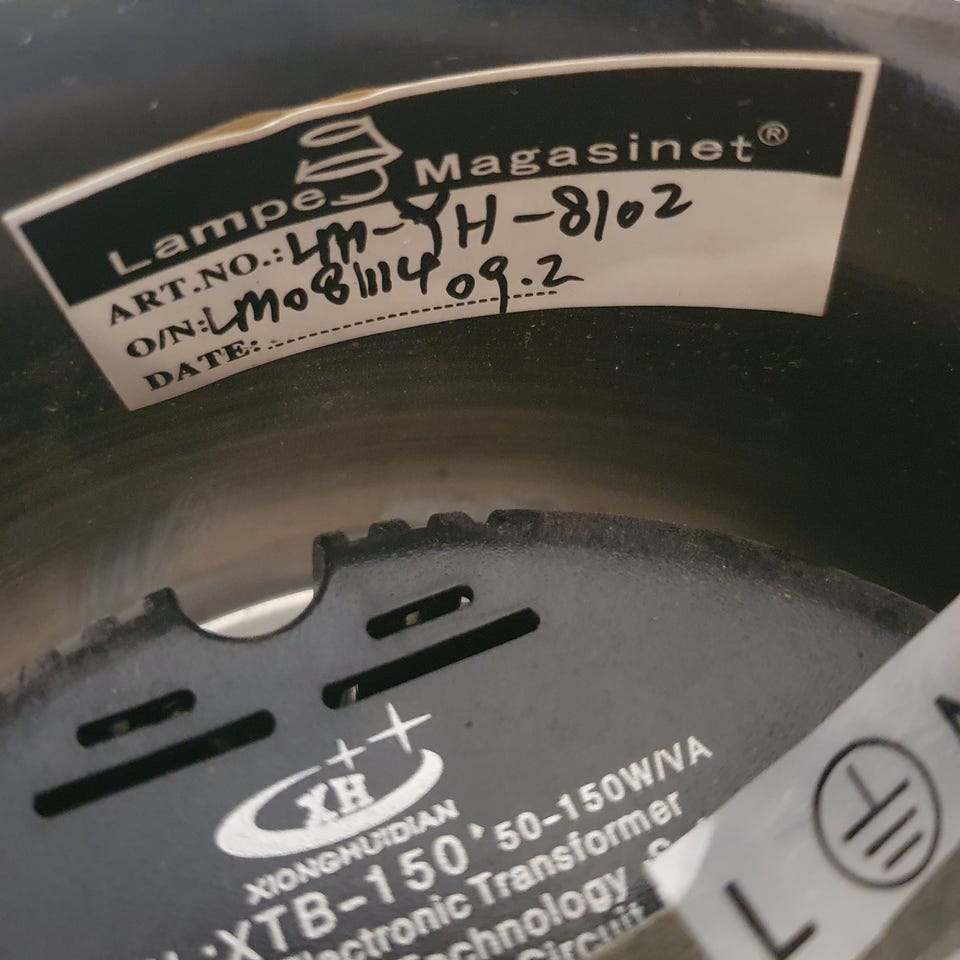 Lampe Magasinet®
ART.NO.: LM-YH-8102
O/N: LM081114 09.2
DATE:
XH
XIONGHUIDIAN
:XTB-150 50-150W/VA
Electronic Transformer
Technology
Circuit
L